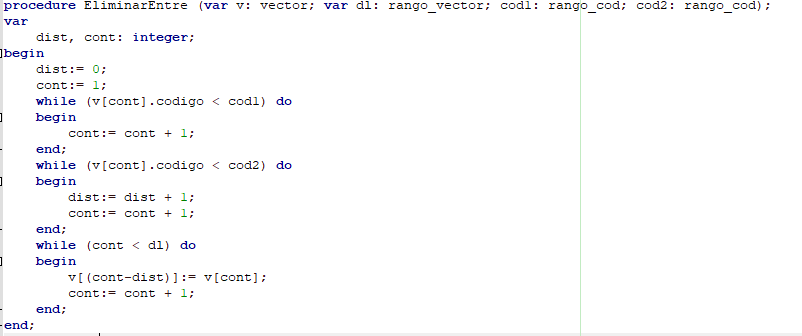 procedure EliminarEntre (var v: vector; var dl: rango_vector; cod1: rango_cod; cod2: rango_cod);
var
    dist, cont: integer;
begin
    dist:= 0;
    cont:= 1;
    while (v[cont].codigo < cod1) do
    begin
        cont:= cont + 1;
    end;
    while (v[cont].codigo < cod2) do
    begin
        dist:= dist + 1;
        cont:= cont + 1;
    end;
    while (cont < dl) do
    begin
        v[(cont-dist)]:= v[cont];
        cont:= cont + 1;
    end;
end;